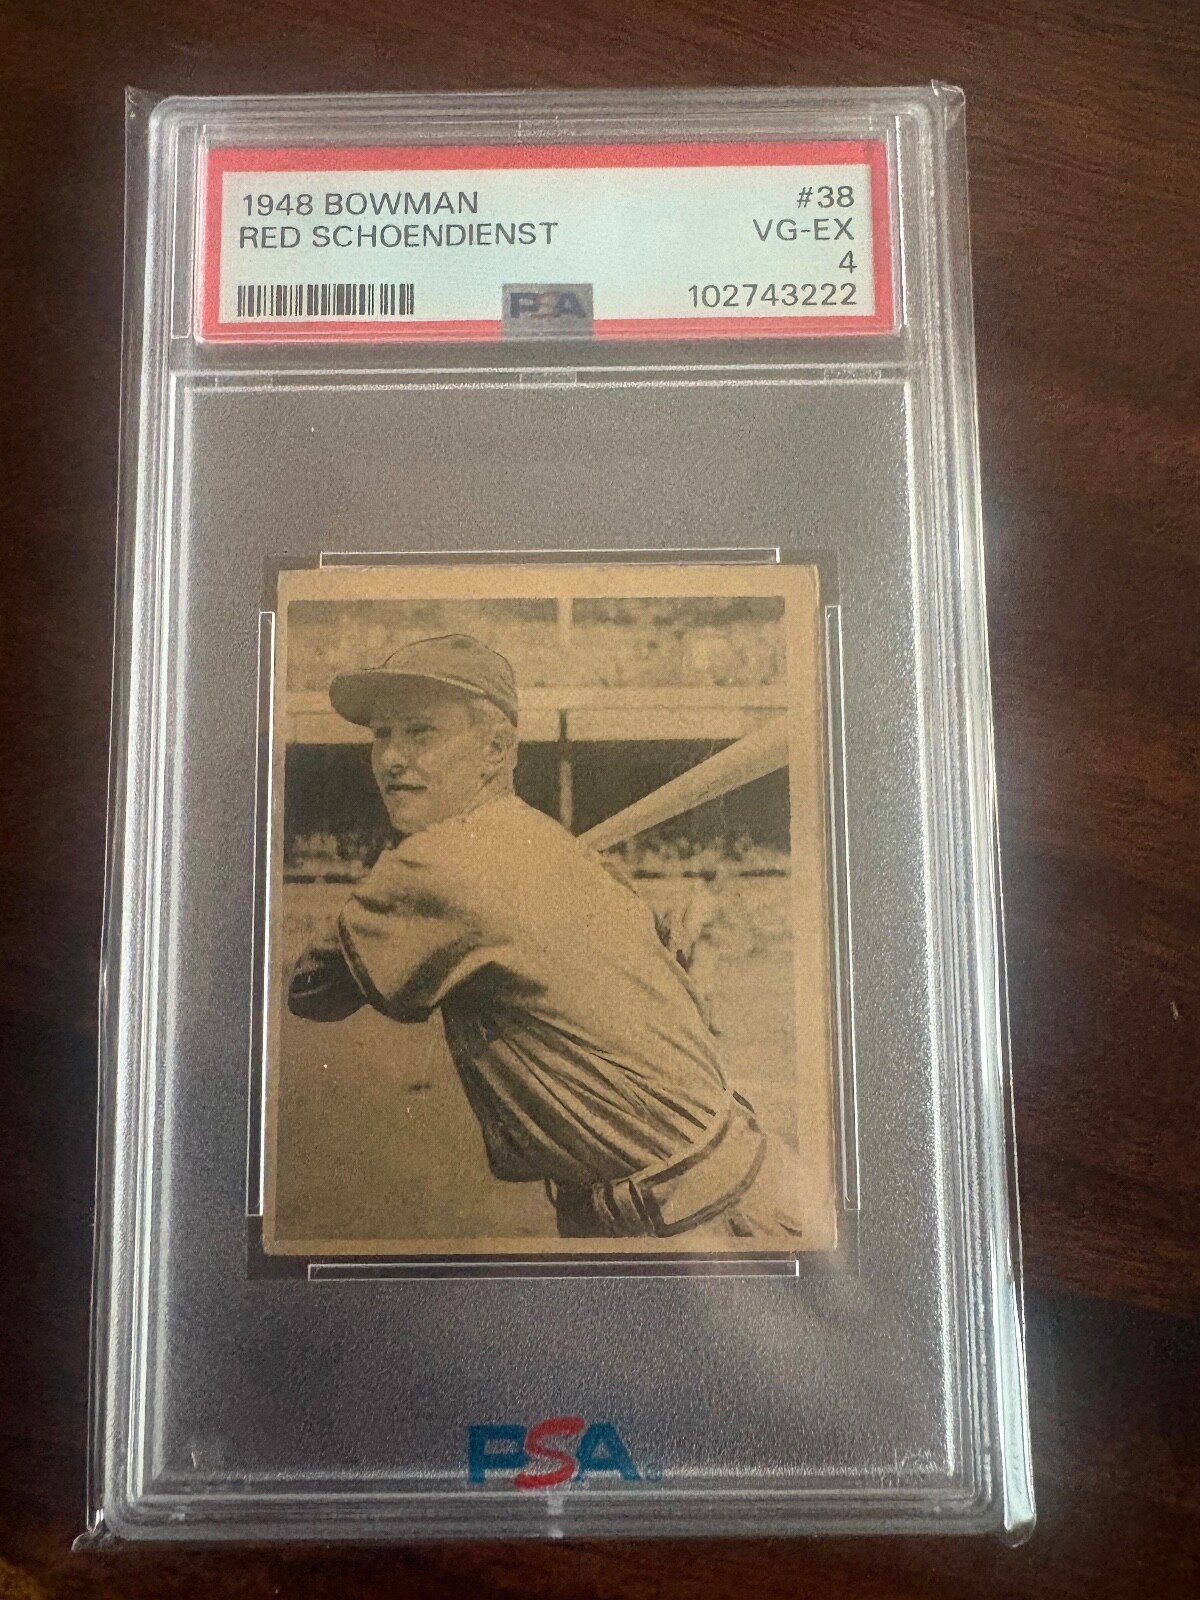 1948 BOWMAN #38
RED SCHOENDIENST VG-EX
4
PSA 102743222
PSA